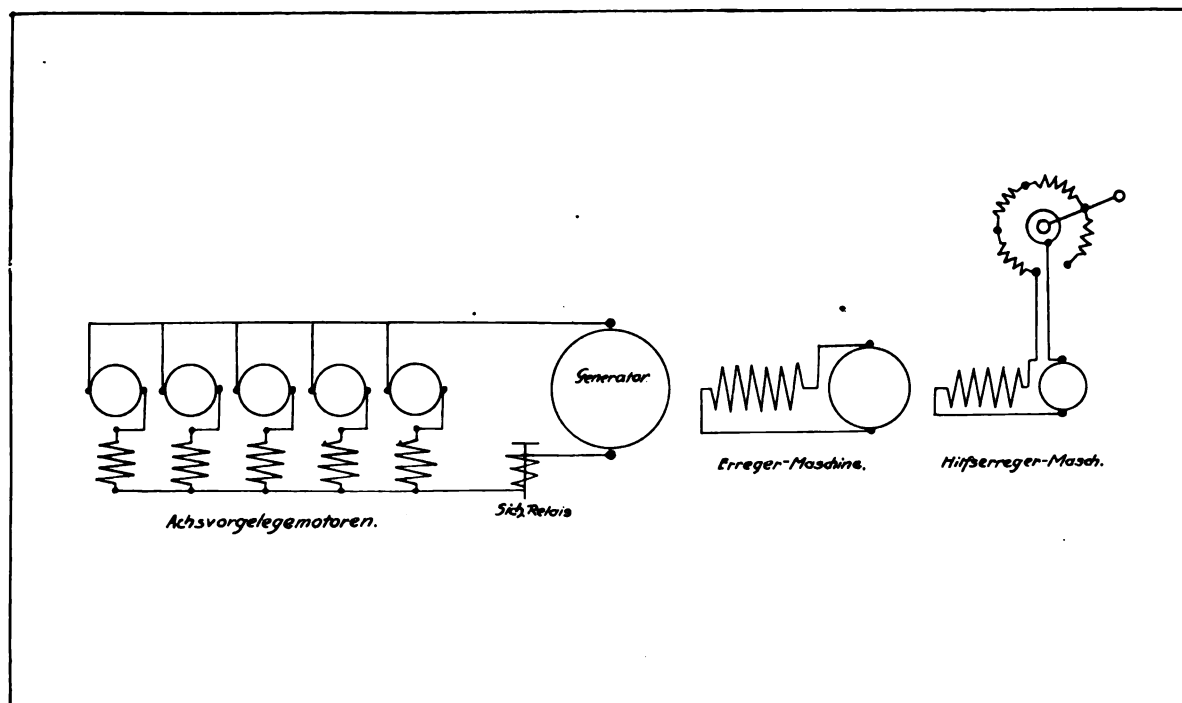 Generator
Erreger-Maschine.
Hilfserreger-Masch.
Sich. Relais
Achsvorgelegemotoren.